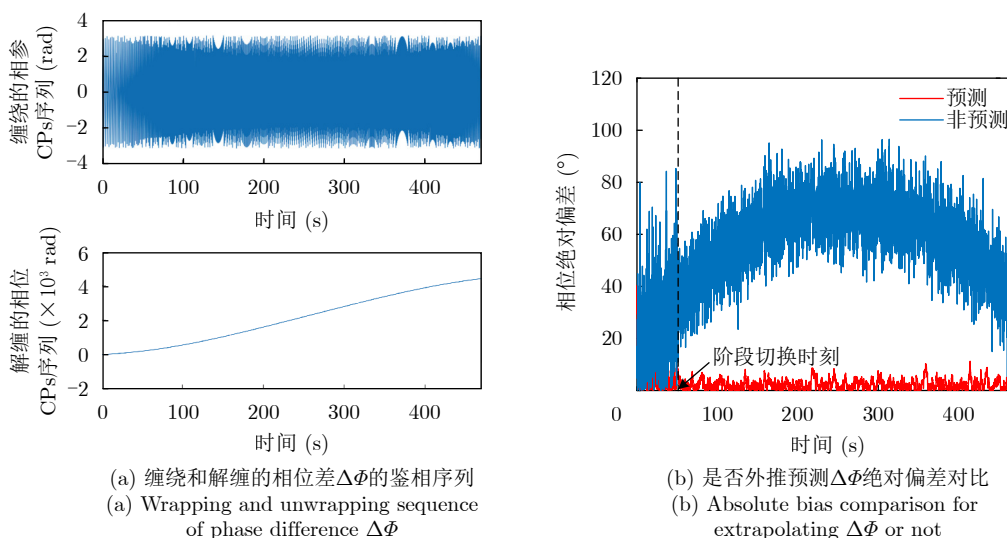 4
2
0
−2
−4
缠绕的相参
CPs序列 (rad)
0
100
200
300
400
时间 (s)
6
4
2
0
−2
解缠的相位
CPs序列 (×10³ rad)
0
100
200
300
400
时间 (s)
(a) 缠绕和解缠的相位差ΔΦ的鉴相序列
(a) Wrapping and unwrapping sequence
of phase difference ΔΦ
120
100
80
60
40
20
相位绝对偏差 (°)
预测
非预测
阶段切换时刻
0
100
200
300
400
时间 (s)
(b) 是否外推预测ΔΦ绝对偏差对比
(b) Absolute bias comparison for
extrapolating ΔΦ or not